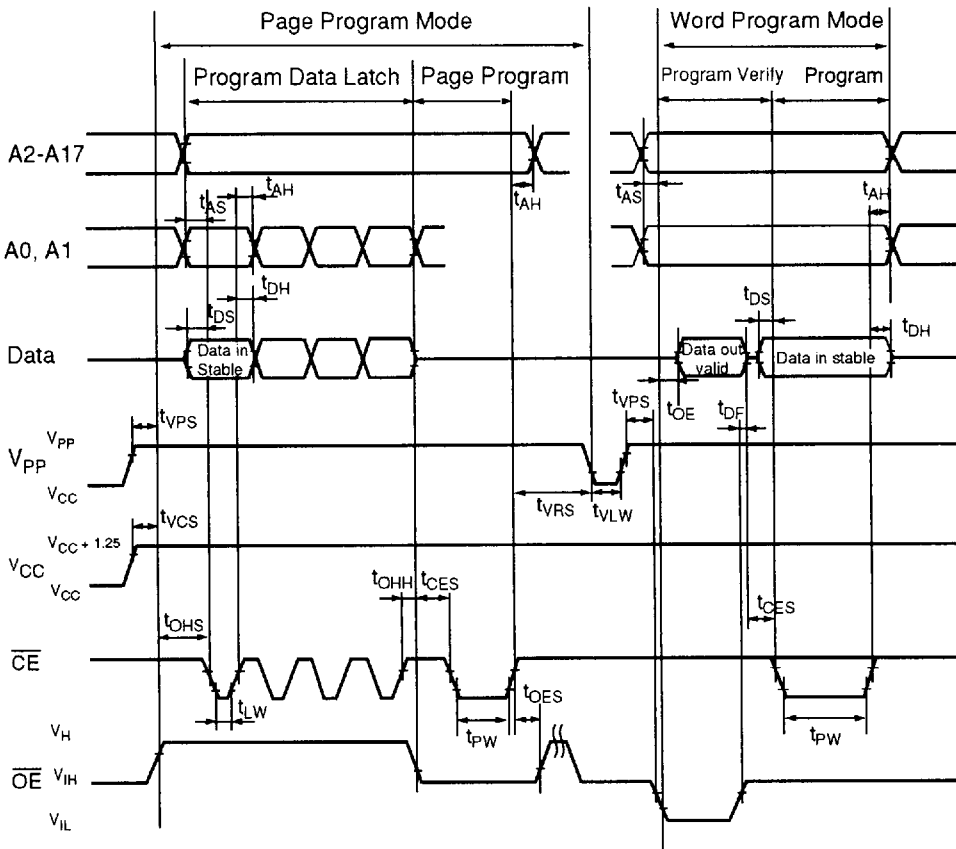 Page Program Mode
Word Program Mode
Program Data Latch
Page Program
Program Verify
Program
A2-A17
tAS
tAH
tAH
tAS
tAH
A0, A1
tDS
tDH
tDS
tDH
Data
Data in
Stable
Data out
valid
Data in stable
tVPS
tVPS
tOE
tDF
VPP
VPP
VCC
tVRS
tVLW
tVCS
VCC + 1.25
VCC
VCC
tOHH
tCES
tCES
tOHS
CE
tLW
tPW
tOES
tPW
VH
OE
VIH
VIL